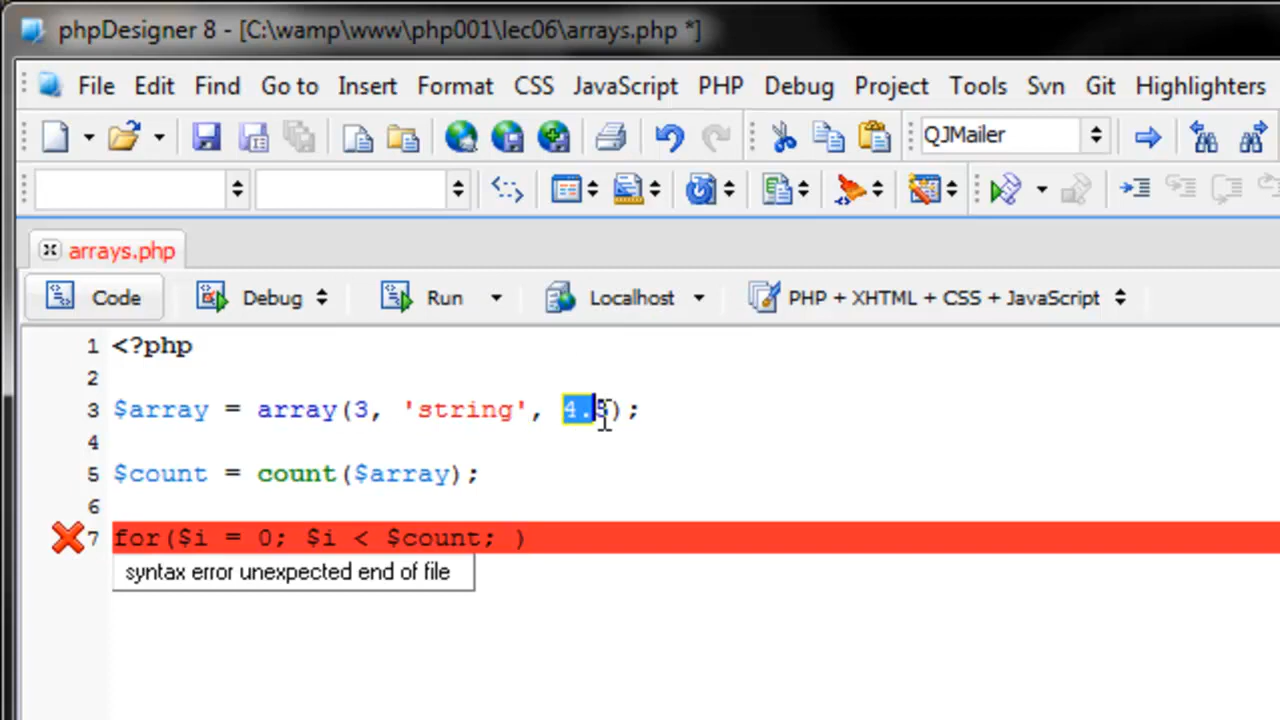 phpDesigner 8 - [C:\wamp\www\php001\lec06\arrays.php *]
File Edit Find Go to Insert Format CSS JavaScript PHP Debug Project Tools Svn Git Highlighters
QJMailer
arrays.php
Code Debug Run Localhost PHP + XHTML + CSS + JavaScript
1 <?php
2
3 $array = array(3, 'string', 4. );
4
5 $count = count($array);
6
7 for($i = 0; $i < $count; )
syntax error unexpected end of file